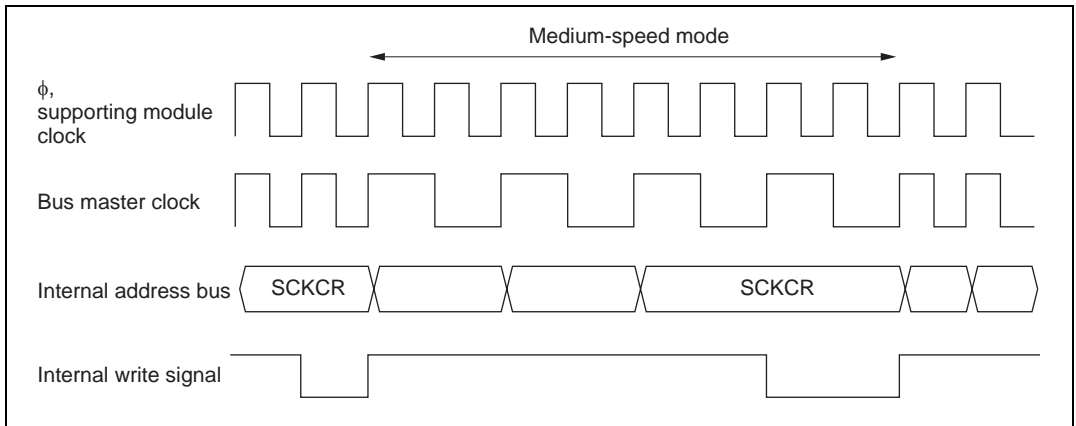 Medium-speed mode
ϕ,
supporting module
clock
Bus master clock
Internal address bus
SCKCR
SCKCR
Internal write signal